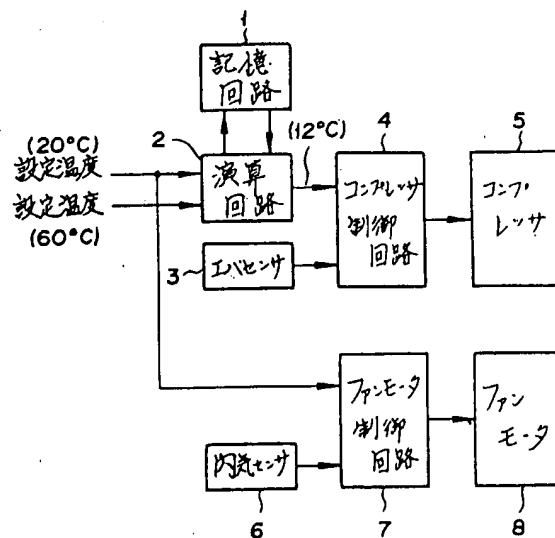 1
記憶
回路
(20°C)
設定温度
2
演算
回路
設定温度
(60°C)
(12°C)
4
コンプレッサ
制御
回路
5
コンプ
レッサ
3
エバセンサ
ファンモータ
制御
回路
7
ファン
モータ
8
内気センサ
6